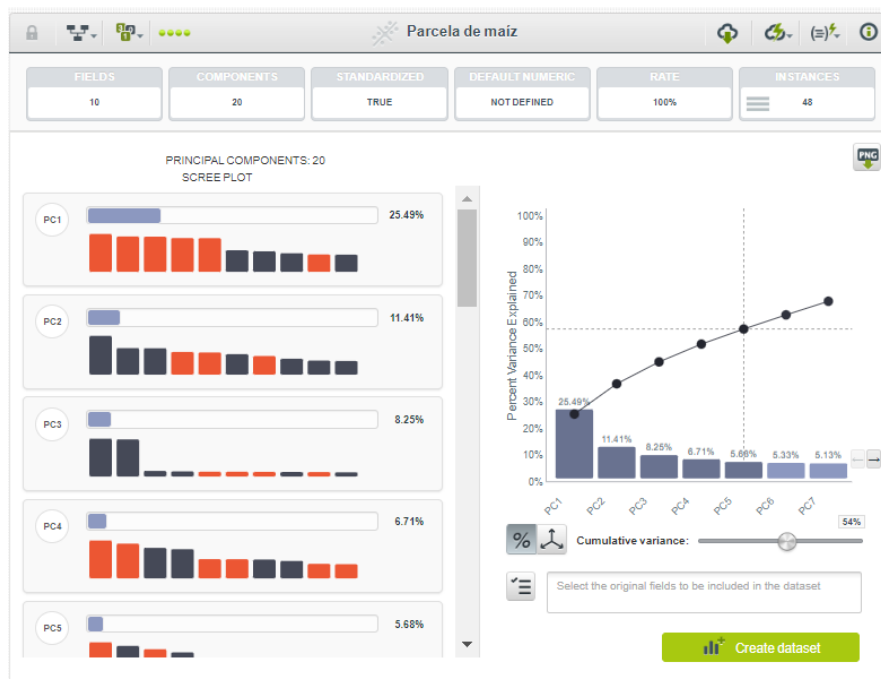 Parcela de maíz
FIELDS
10
COMPONENTS
20
STANDARDIZED
TRUE
DEFAULT NUMERIC
NOT DEFINED
RATE
100%
INSTANCES
48
PRINCIPAL COMPONENTS: 20
SCREE PLOT
PNG
PC1
25.49%
PC2
11.41%
PC3
8.25%
PC4
6.71%
PC5
5.68%
Percent Variance Explained
100%
90%
80%
70%
60%
50%
40%
30%
20%
10%
0%
25.49%
11.41%
8.25%
6.71%
5.68%
5.33%
5.13%
PC1
PC2
PC3
PC4
PC5
PC6
PC7
54%
%
Cumulative variance:
Select the original fields to be included in the dataset
Create dataset